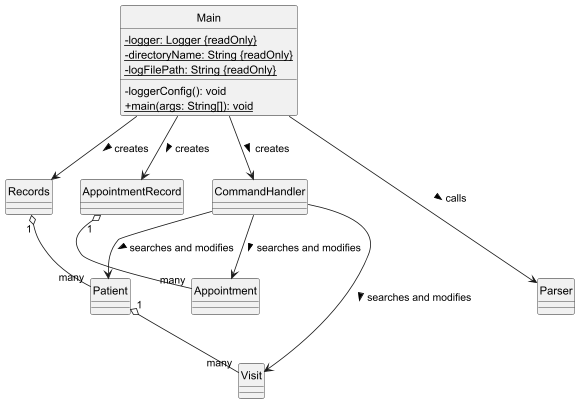 Main
-logger: Logger {readOnly}
-directoryName: String {readOnly}
-logFilePath: String {readOnly}
-loggerConfig(): void
+main(args: String[]): void
creates
creates
creates
calls
Records
AppointmentRecord
CommandHandler
1
1
searches and modifies
searches and modifies
many
many
Patient
Appointment
searches and modifies
Parser
1
many
Visit